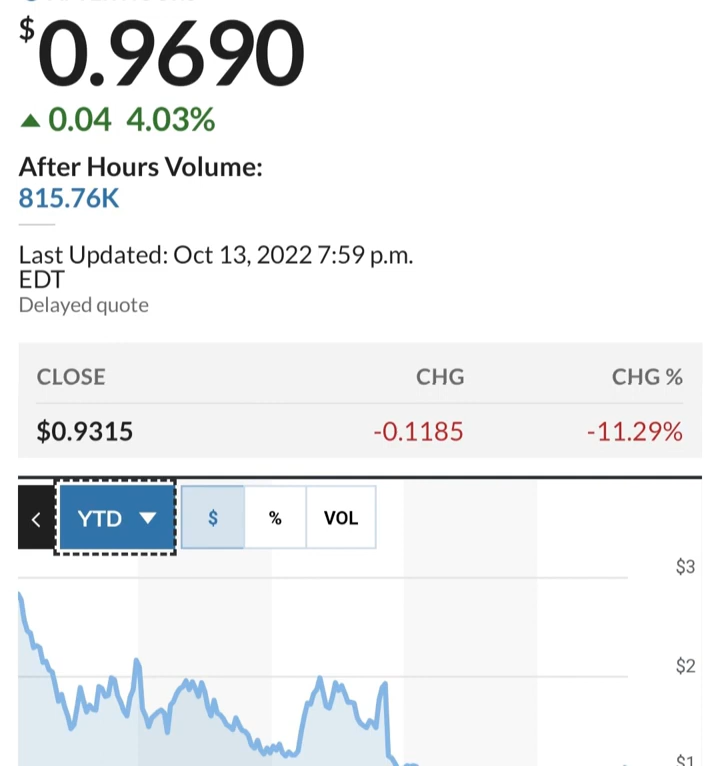 $0.9690
▲ 0.04 4.03%
After Hours Volume:
815.76K
Last Updated: Oct 13, 2022 7:59 p.m.
EDT
Delayed quote
CLOSE CHG CHG %
$0.9315 -0.1185 -11.29%
< YTD ▼ $ % VOL
$3
$2
$1